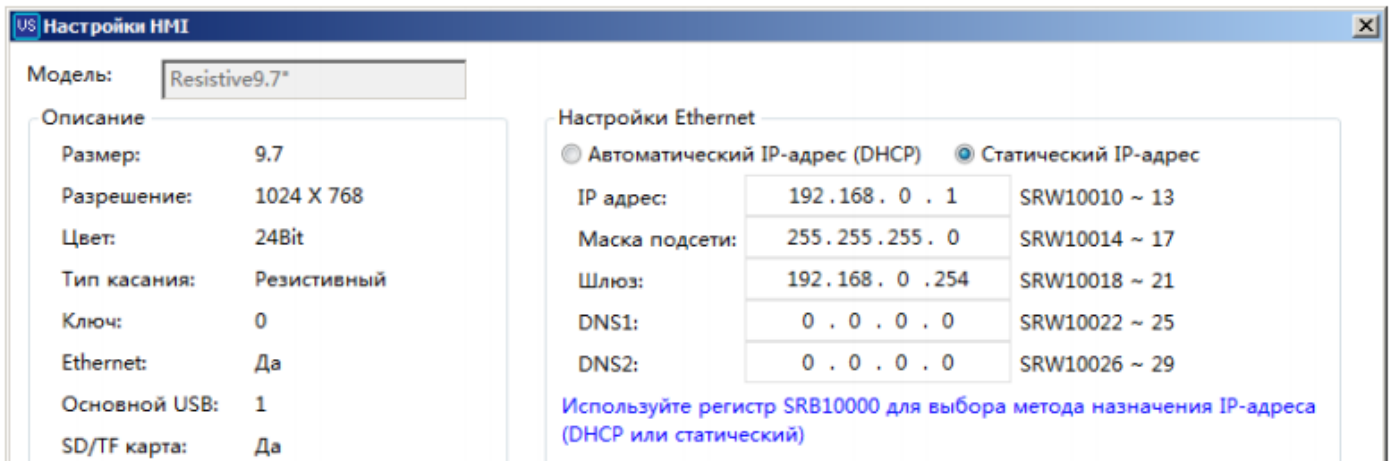 US Настройки HMI
Модель: Resistive9.7"
Описание
Размер: 9.7
Разрешение: 1024 X 768
Цвет: 24Bit
Тип касания: Резистивный
Ключ: 0
Ethernet: Да
Основной USB: 1
SD/TF карта: Да
Настройки Ethernet
Автоматический IP-адрес (DHCP) Статический IP-адрес
IP адрес: 192.168. 0 . 1 SRW10010 ~ 13
Маска подсети: 255.255.255. 0 SRW10014 ~ 17
Шлюз: 192.168. 0 .254 SRW10018 ~ 21
DNS1: 0 . 0 . 0 . 0 SRW10022 ~ 25
DNS2: 0 . 0 . 0 . 0 SRW10026 ~ 29
Используйте регистр SRB10000 для выбора метода назначения IP-адреса
(DHCP или статический)